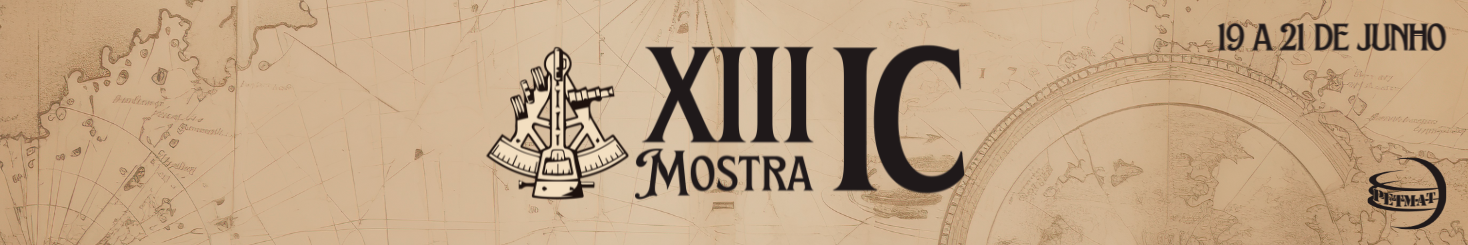 19 A 21 DE JUNHO
XIII IC
MOSTRA
PETMAT